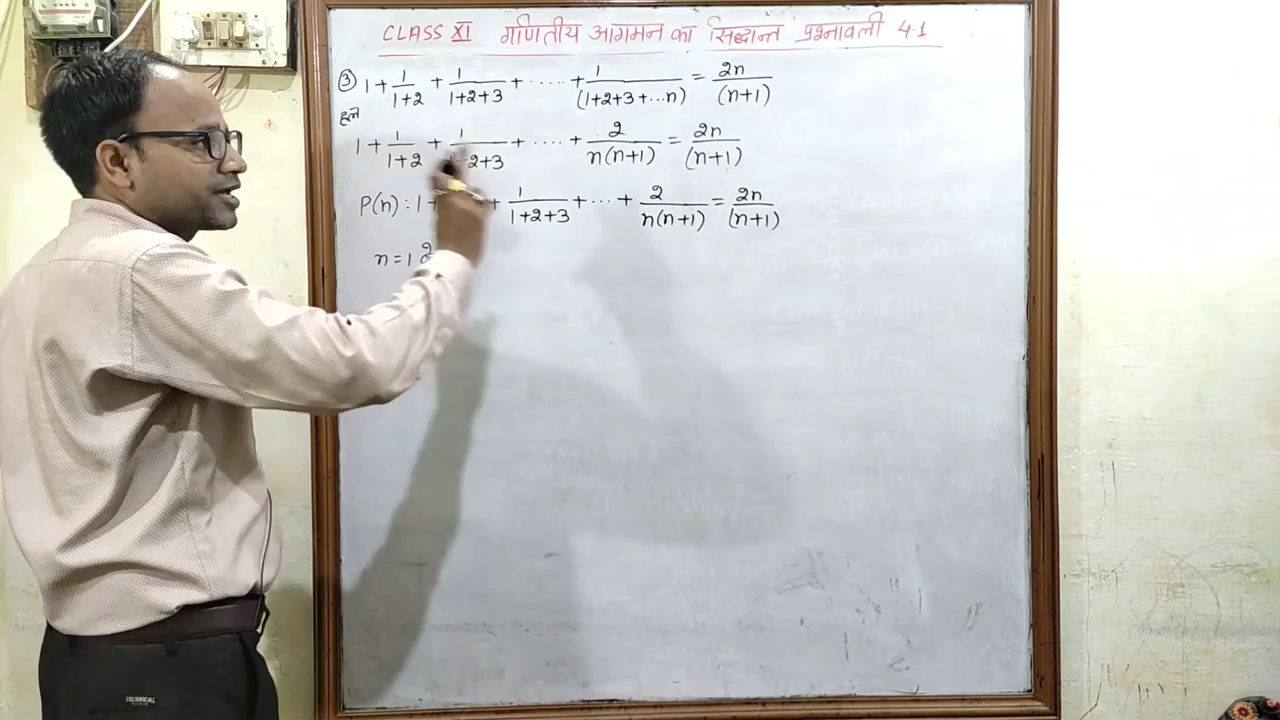 CLASS XI गणितीय आगमन का सिद्धान्त प्रश्नावली 4.1
③ 1 + 1/(1+2) + 1/(1+2+3) + ..... + 1/(1+2+3+...n) = 2n/(n+1)
हल
1 + 1/(1+2) + 1/(1+2+3) + .... + 2/(n(n+1)) = 2n/(n+1)
P(n) : 1 + + 1/(1+2+3) + ... + 2/(n(n+1)) = 2n/(n+1)
n = 1
TECHNICAL